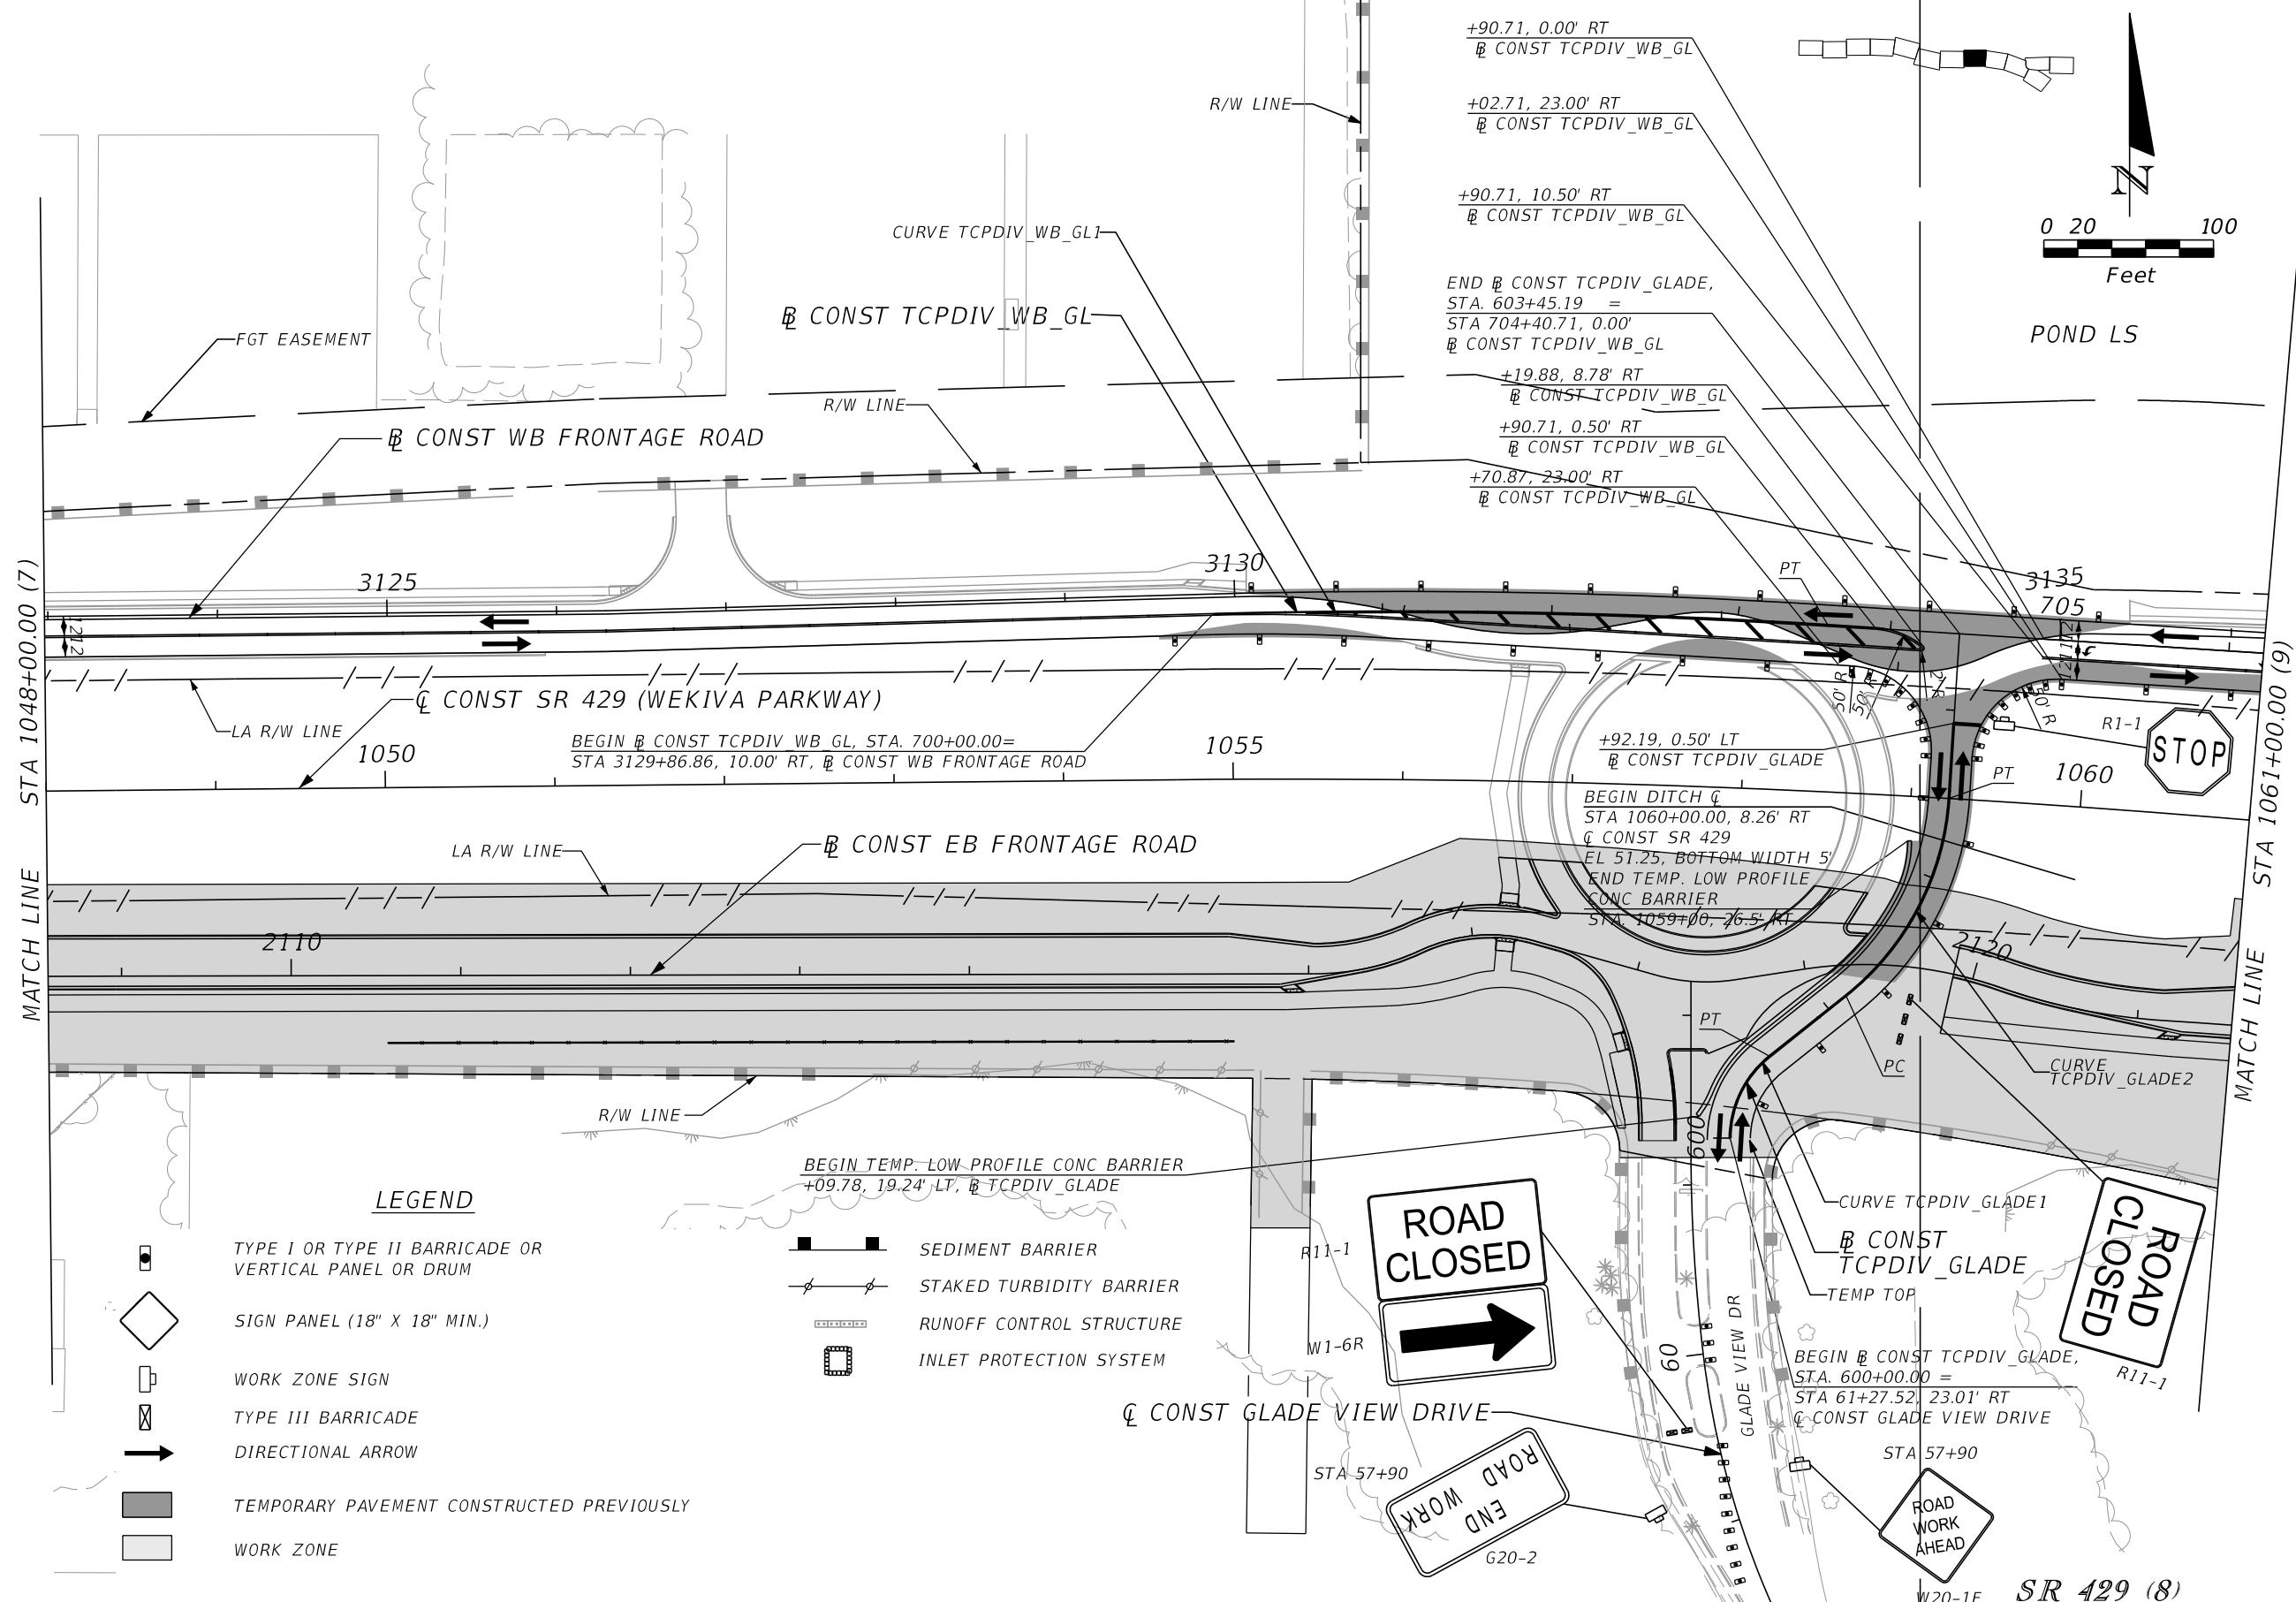 +90.71, 0.00' RT
℄ CONST TCPDIV_WB_GL
R/W LINE
+02.71, 23.00' RT
℄ CONST TCPDIV_WB_GL
N
+90.71, 10.50' RT
℄ CONST TCPDIV_WB_GL
0 20 100
Feet
CURVE TCPDIV_WB_GL1
END ℄ CONST TCPDIV_GLADE,
STA. 603+45.19 =
STA 704+40.71, 0.00'
℄ CONST TCPDIV_WB_GL
℄ CONST TCPDIV_WB_GL
POND LS
FGT EASEMENT
+19.88, 8.78' RT
℄ CONST TCPDIV_WB_GL
R/W LINE
℄ CONST WB FRONTAGE ROAD
+90.71, 0.50' RT
℄ CONST TCPDIV_WB_GL
+70.87, 23.00' RT
℄ CONST TCPDIV_WB_GL
3125
3130
PT
3135
705
12
12
12
11
12
50' R
50' R
2' R
50' R
LA R/W LINE
℄ CONST SR 429 (WEKIVA PARKWAY)
R1-1
STOP
BEGIN ℄ CONST TCPDIV_WB_GL, STA. 700+00.00=
STA 3129+86.86, 10.00' RT, ℄ CONST WB FRONTAGE ROAD
1050
1055
1060
+92.19, 0.50' LT
℄ CONST TCPDIV_GLADE
PT
MATCH LINE STA 1048+00.00 (7)
MATCH LINE STA 1061+00.00 (9)
BEGIN DITCH ℄
STA 1060+00.00, 8.26' RT
℄ CONST SR 429
EL 51.25, BOTTOM WIDTH 5'
END TEMP. LOW PROFILE
CONC BARRIER
STA. 1059+00, 26.5' RT
LA R/W LINE
℄ CONST EB FRONTAGE ROAD
2110
2120
PT
PC
CURVE
TCPDIV_GLADE2
R/W LINE
600
BEGIN TEMP. LOW PROFILE CONC BARRIER
+09.78, 19.24' LT, ℄ TCPDIV_GLADE
CURVE TCPDIV_GLADE1
℄ CONST
TCPDIV_GLADE
TEMP TOP
ROAD
CLOSED
R11-1
LEGEND
TYPE I OR TYPE II BARRICADE OR
VERTICAL PANEL OR DRUM
SIGN PANEL (18" X 18" MIN.)
WORK ZONE SIGN
TYPE III BARRICADE
DIRECTIONAL ARROW
TEMPORARY PAVEMENT CONSTRUCTED PREVIOUSLY
WORK ZONE
SEDIMENT BARRIER
STAKED TURBIDITY BARRIER
RUNOFF CONTROL STRUCTURE
INLET PROTECTION SYSTEM
R11-1
ROAD
CLOSED
W1-6R
60
GLADE VIEW DR
BEGIN ℄ CONST TCPDIV_GLADE,
STA. 600+00.00 =
STA 61+27.52, 23.01' RT
℄ CONST GLADE VIEW DRIVE
℄ CONST GLADE VIEW DRIVE
STA 57+90
END
ROAD WORK
G20-2
STA 57+90
ROAD
WORK
AHEAD
W20-1F
SR 429 (8)